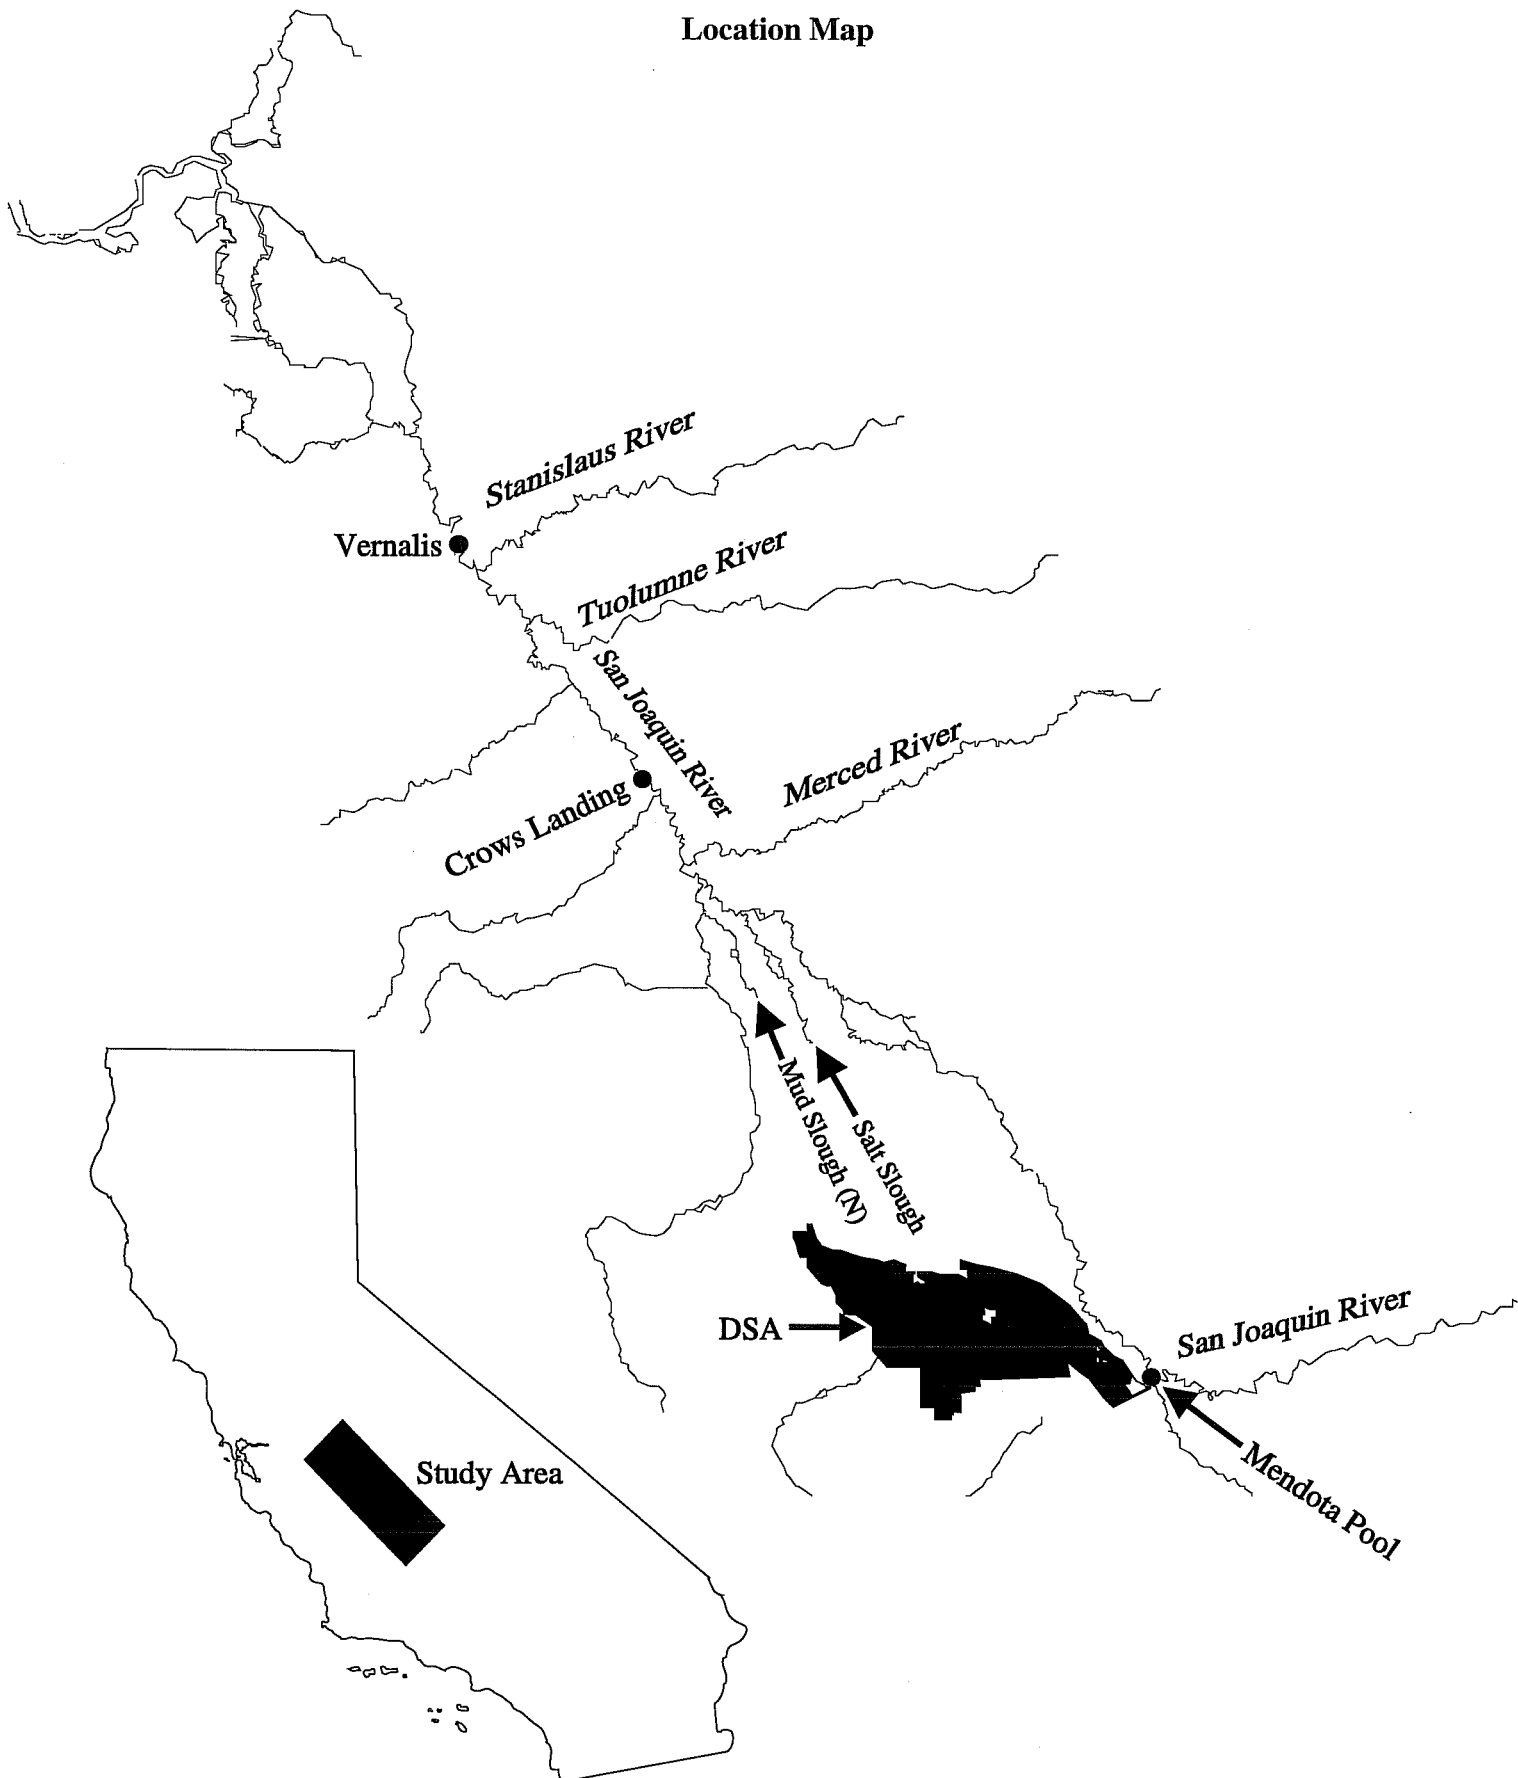 Location Map
Stanislaus River
Vernalis
Tuolumne River
San Joaquin River
Merced River
Crows Landing
Mud Slough (N)
Salt Slough
DSA
San Joaquin River
Mendota Pool
Study Area